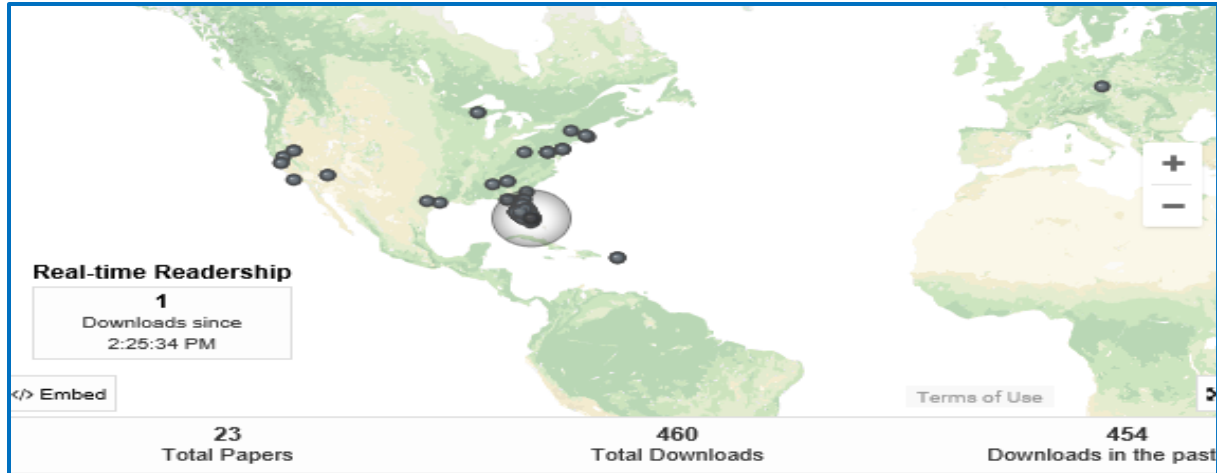 Real-time Readership
1
Downloads since
2:25:34 PM
</> Embed
Terms of Use
23
Total Papers
460
Total Downloads
454
Downloads in the past